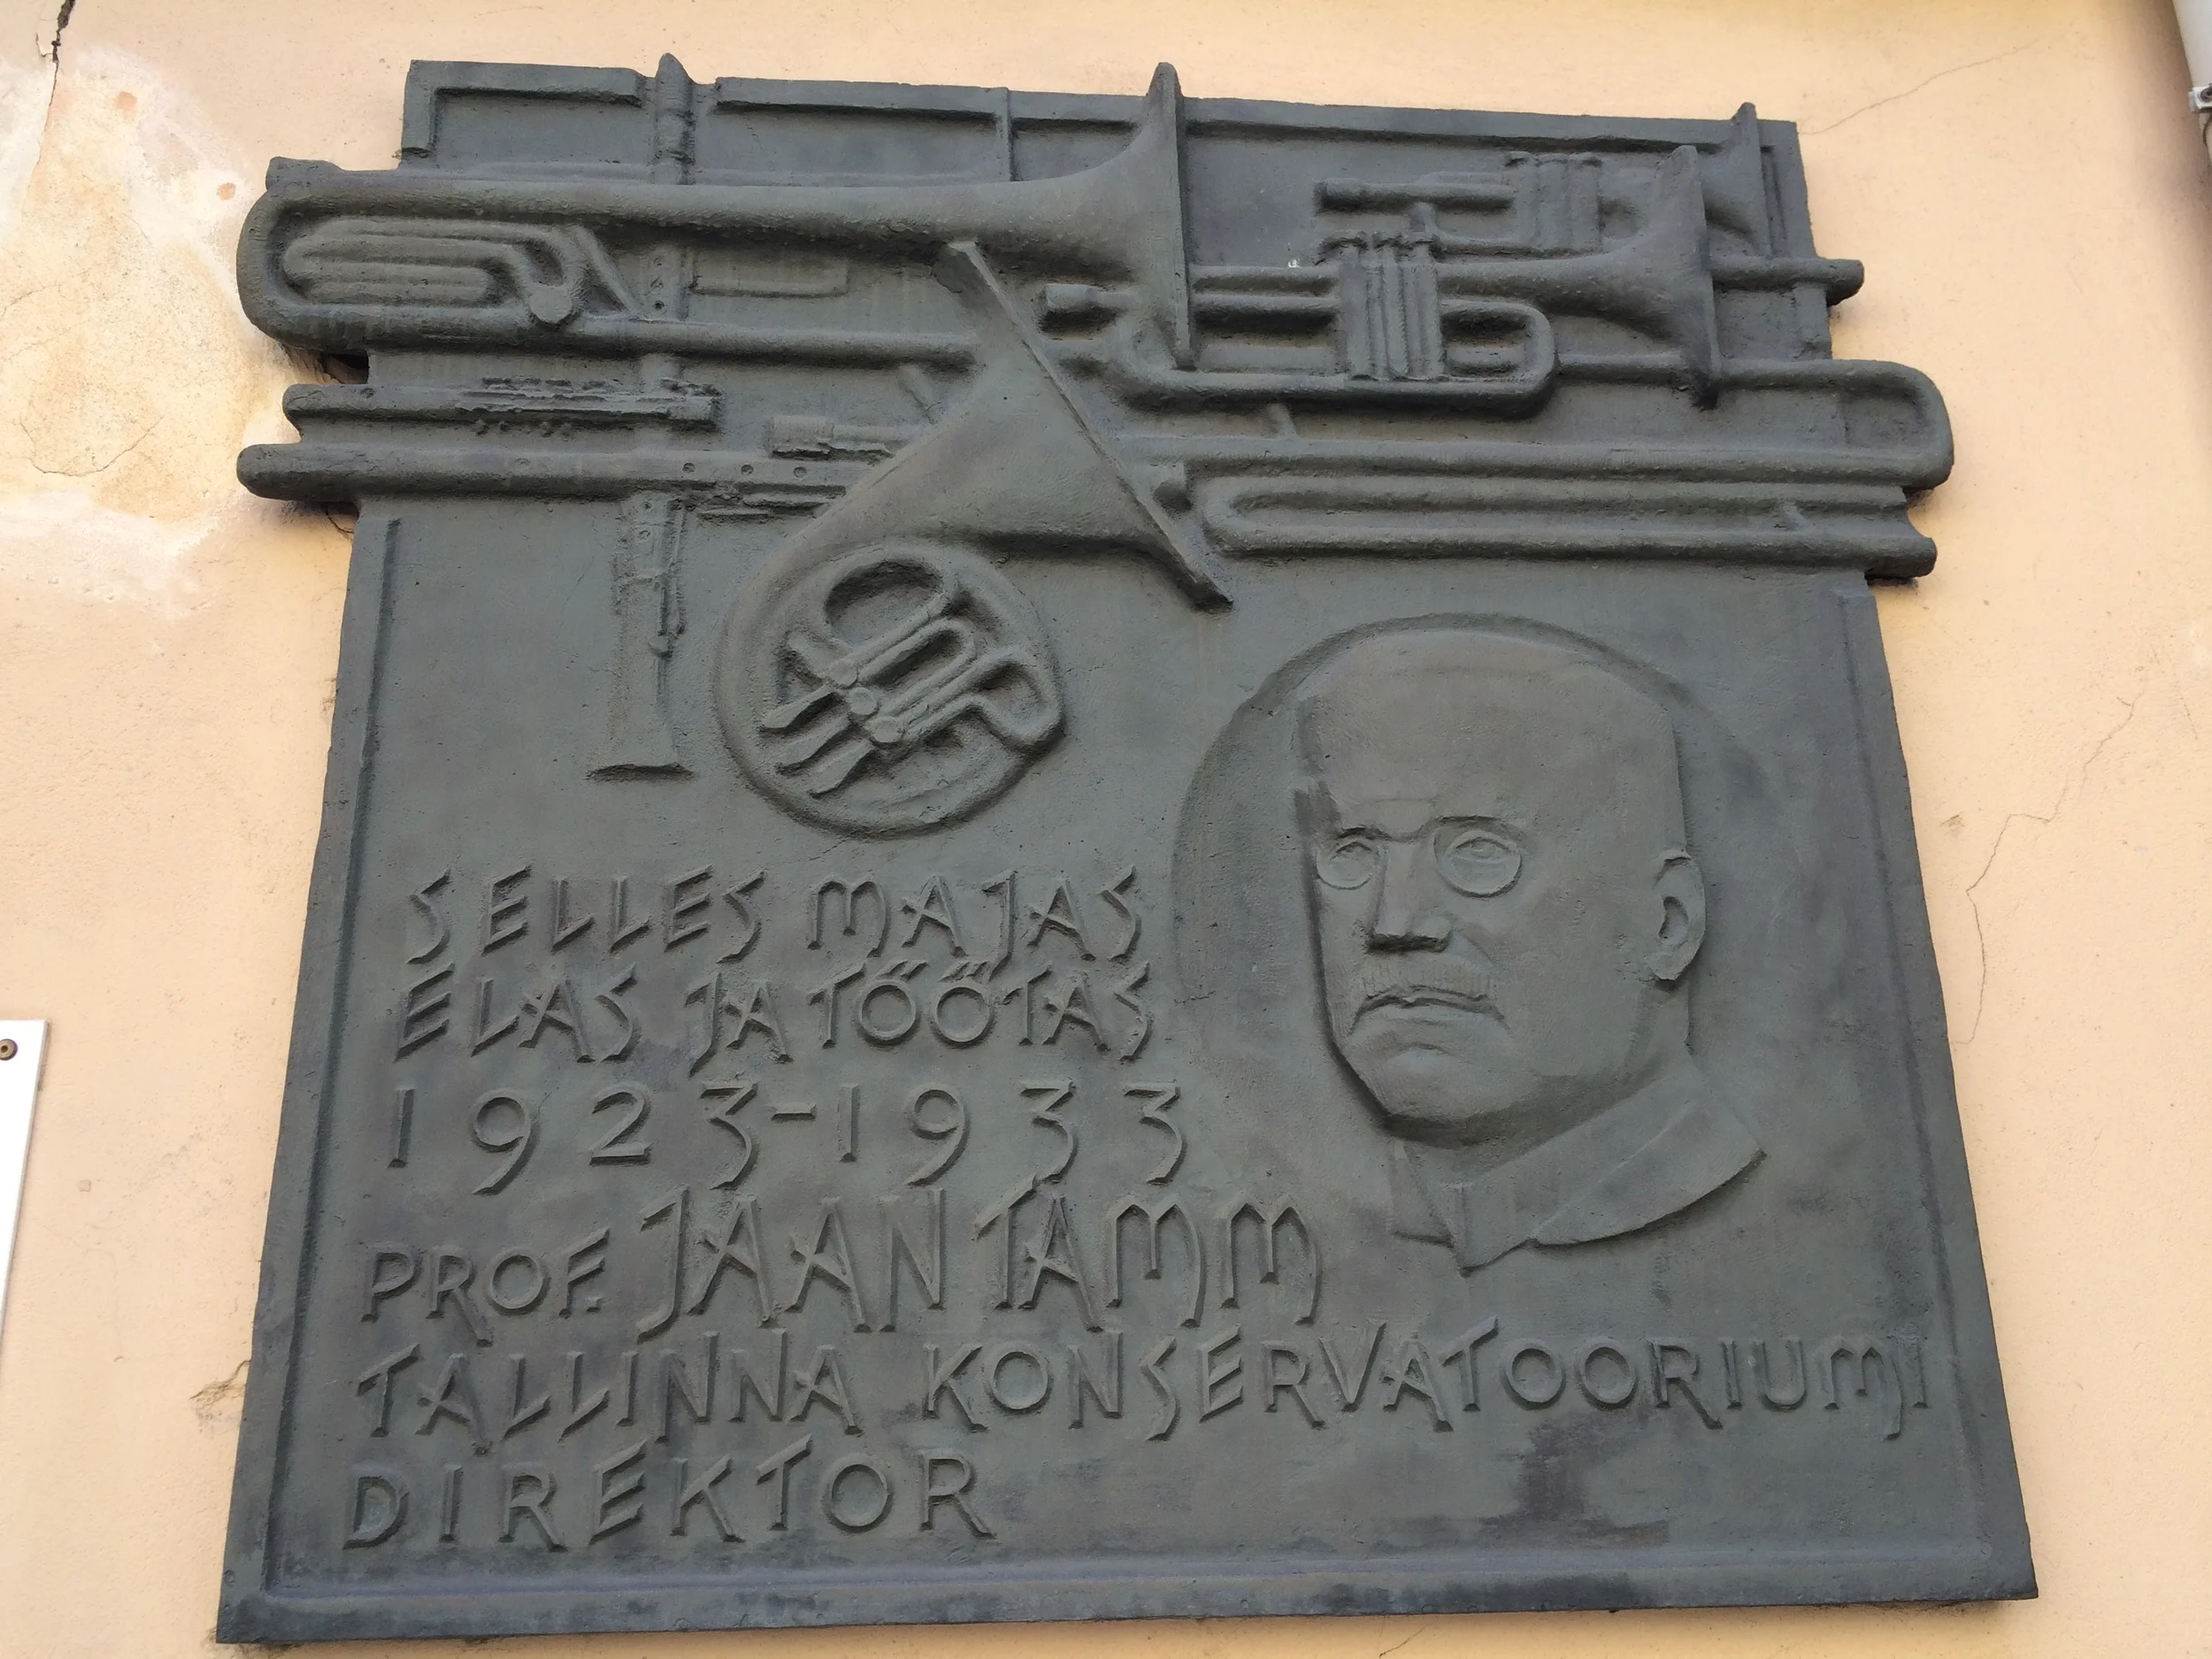 SELLES MAJAS
ELAS JA TÖÖTAS
1923-1933
PROF. JAAN TAMM
TALLINNA KONSERVATOORIUMI
DIREKTOR